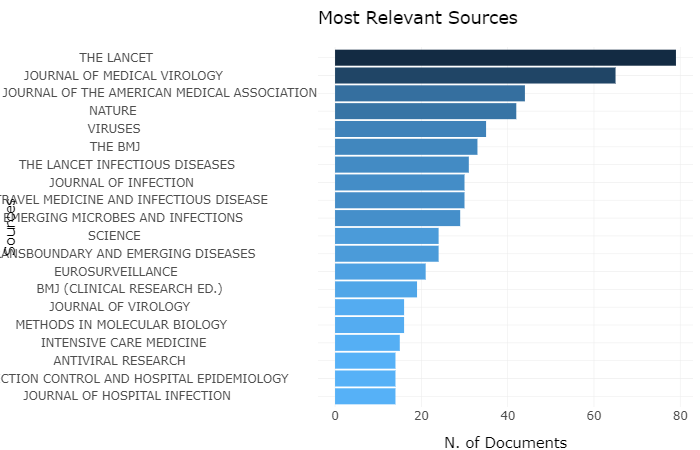 Most Relevant Sources
THE LANCET
JOURNAL OF MEDICAL VIROLOGY
JOURNAL OF THE AMERICAN MEDICAL ASSOCIATION
NATURE
VIRUSES
THE BMJ
THE LANCET INFECTIOUS DISEASES
JOURNAL OF INFECTION
TRAVEL MEDICINE AND INFECTIOUS DISEASE
EMERGING MICROBES AND INFECTIONS
SCIENCE
ANSBOUNDARY AND EMERGING DISEASES
EUROSURVEILLANCE
BMJ (CLINICAL RESEARCH ED.)
JOURNAL OF VIROLOGY
METHODS IN MOLECULAR BIOLOGY
INTENSIVE CARE MEDICINE
ANTIVIRAL RESEARCH
CTION CONTROL AND HOSPITAL EPIDEMIOLOGY
JOURNAL OF HOSPITAL INFECTION
Sources
0 20 40 60 80
N. of Documents